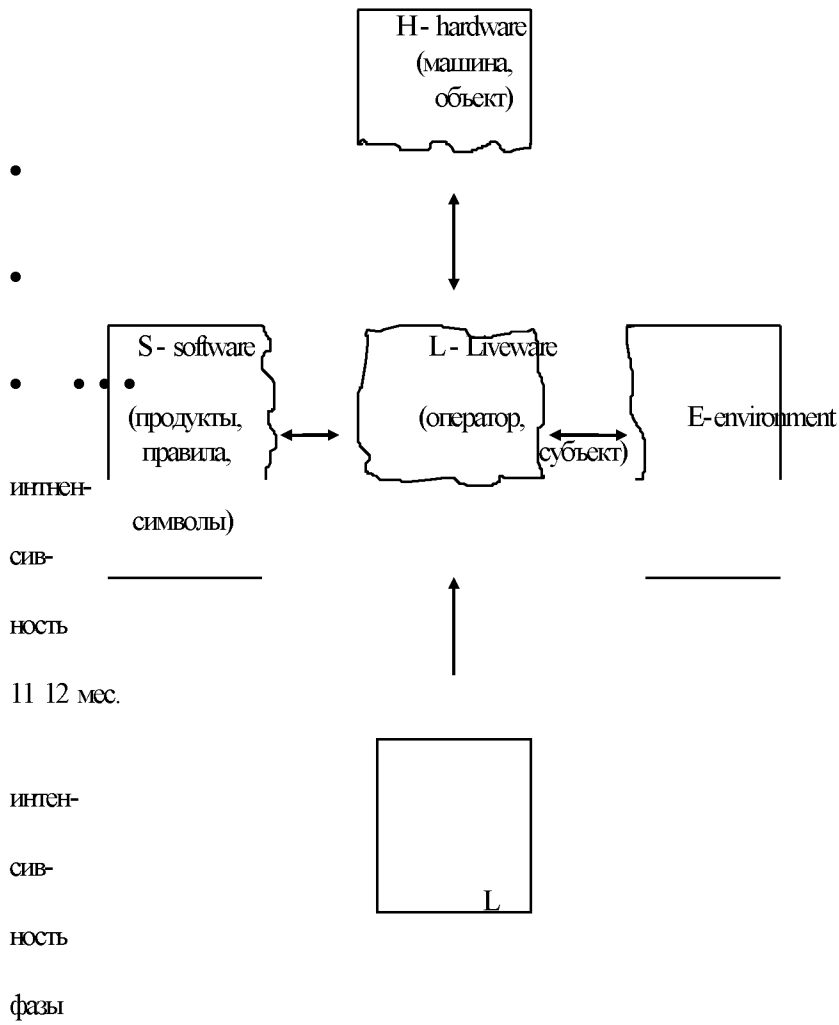 H - hardware
(машина,
объект)
•
•
S - software
L - Liveware
• • • •
(продукты,
(оператор,
E-environment
правила,
субъект)
интнен-
символы)
сив-
ность
11 12 мес.
интен-
сив-
L
ность
фазы